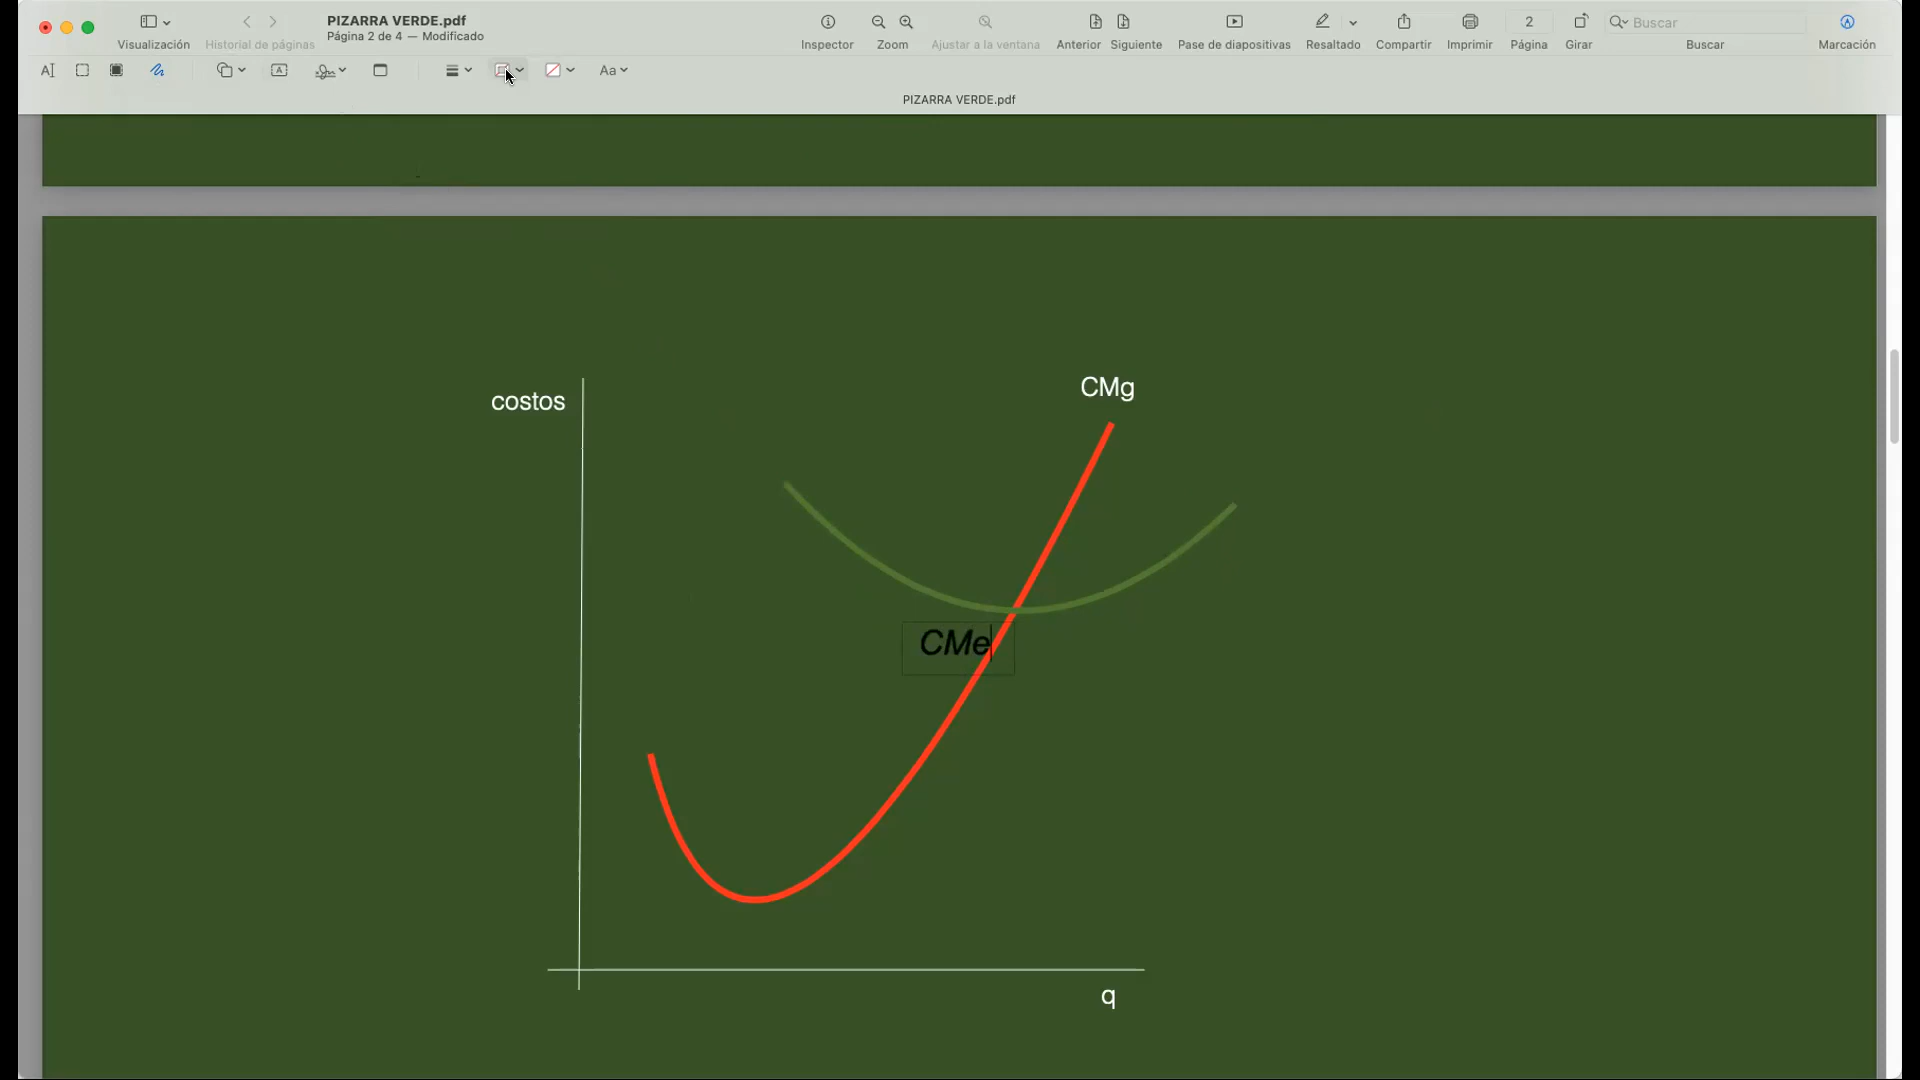 PIZARRA VERDE.pdf
Página 2 de 4 — Modificado
Visualización
Historial de páginas
Inspector
Zoom
Ajustar a la ventana
Anterior
Siguiente
Pase de diapositivas
Resaltado
Compartir
Imprimir
2
Página
Girar
Buscar
Buscar
Marcación
Aa
PIZARRA VERDE.pdf
costos
CMg
CMe
q